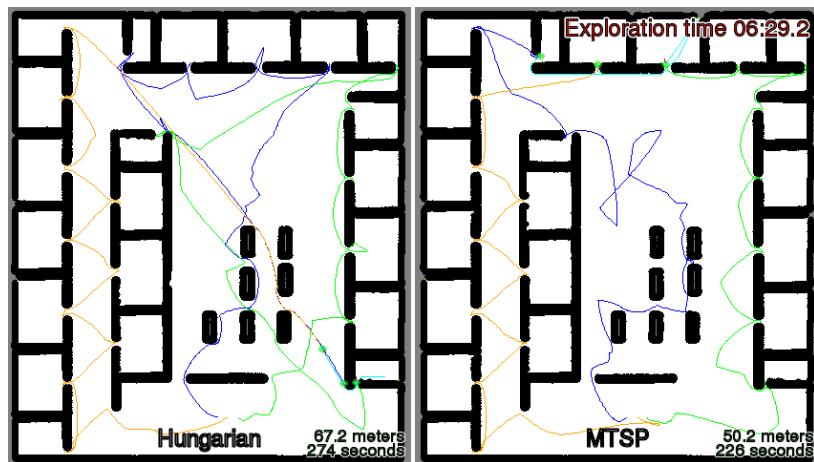 Exploration time 06:29.2
Hungarian
67.2 meters
274 seconds
MTSP
50.2 meters
226 seconds